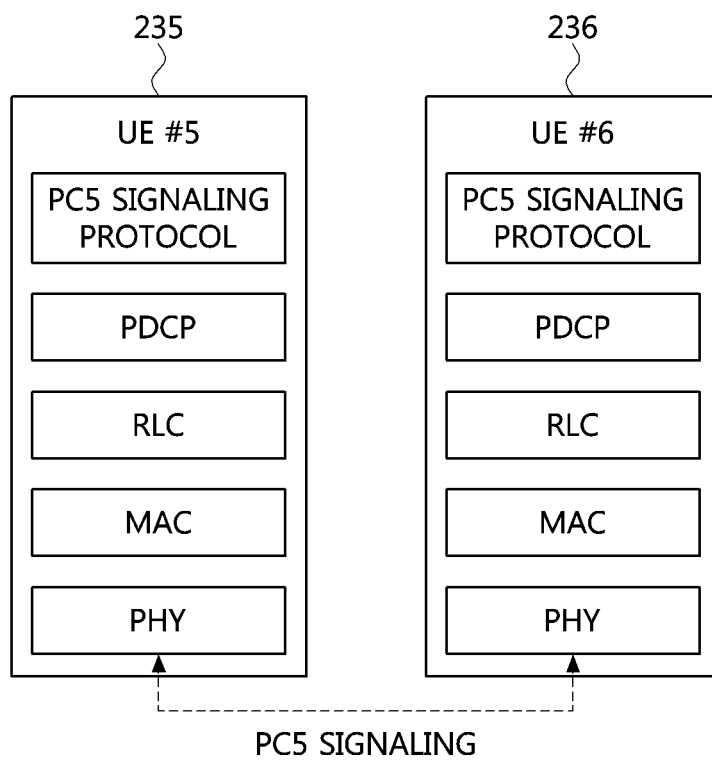 235
236
UE #5
UE #6
PC5 SIGNALING
PROTOCOL
PC5 SIGNALING
PROTOCOL
PDCP
PDCP
RLC
RLC
MAC
MAC
PHY
PHY
PC5 SIGNALING